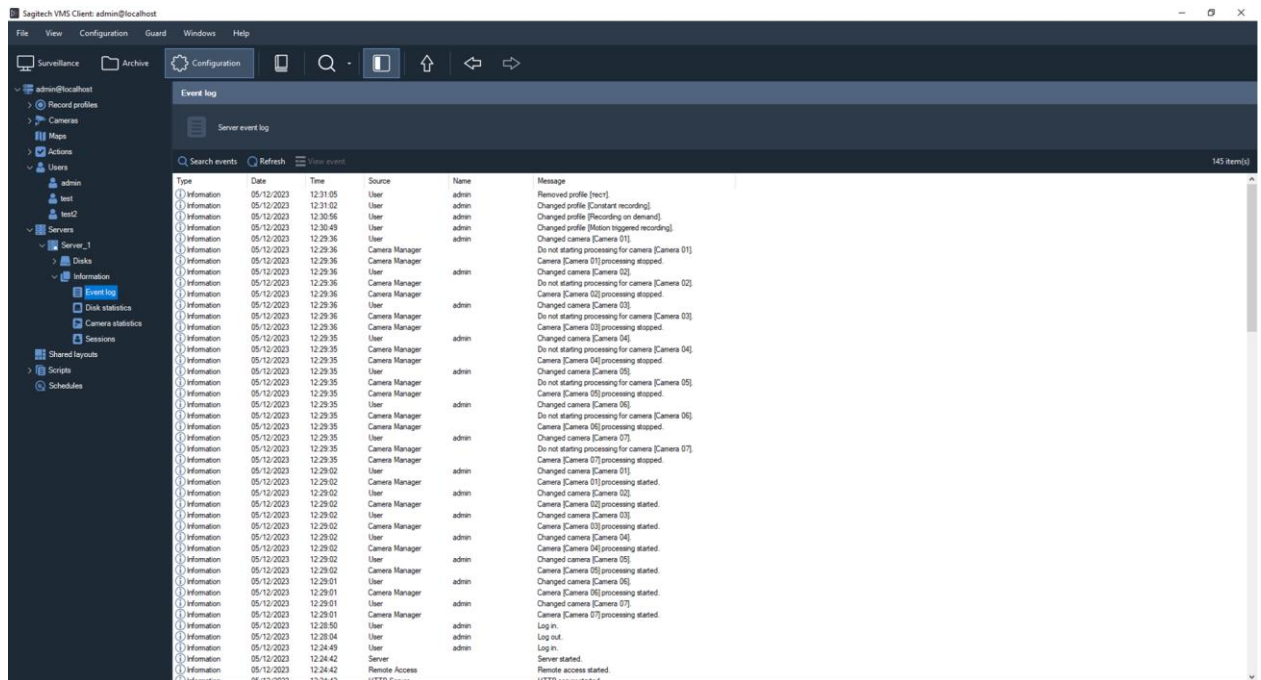 Sagitech VMS Client: admin@localhost
File View Configuration Guard Windows Help
Surveillance Archive Configuration
admin@localhost
Record profiles
Cameras
Maps
Actions
Users
admin
test
test2
Servers
Server_1
Disks
Information
Event log
Disk statistics
Camera statistics
Sessions
Shared layouts
Scripts
Schedules
Event log
Server event log
Search events Refresh View event 145 item(s)
Type Date Time Source Name Message
Information 05/12/2023 12:31:05 User admin Removed profile [тест].
Information 05/12/2023 12:31:02 User admin Changed profile [Constant recording].
Information 05/12/2023 12:30:56 User admin Changed profile [Recording on demand].
Information 05/12/2023 12:30:49 User admin Changed profile [Motion triggered recording].
Information 05/12/2023 12:29:36 User admin Changed camera [Camera 01].
Information 05/12/2023 12:29:36 Camera Manager Do not starting processing for camera [Camera 01].
Information 05/12/2023 12:29:36 Camera Manager Camera [Camera 01] processing stopped.
Information 05/12/2023 12:29:36 User admin Changed camera [Camera 02].
Information 05/12/2023 12:29:36 Camera Manager Do not starting processing for camera [Camera 02].
Information 05/12/2023 12:29:36 Camera Manager Camera [Camera 02] processing stopped.
Information 05/12/2023 12:29:36 User admin Changed camera [Camera 03].
Information 05/12/2023 12:29:36 Camera Manager Do not starting processing for camera [Camera 03].
Information 05/12/2023 12:29:36 Camera Manager Camera [Camera 03] processing stopped.
Information 05/12/2023 12:29:35 User admin Changed camera [Camera 04].
Information 05/12/2023 12:29:35 Camera Manager Do not starting processing for camera [Camera 04].
Information 05/12/2023 12:29:35 Camera Manager Camera [Camera 04] processing stopped.
Information 05/12/2023 12:29:35 User admin Changed camera [Camera 05].
Information 05/12/2023 12:29:35 Camera Manager Do not starting processing for camera [Camera 05].
Information 05/12/2023 12:29:35 Camera Manager Camera [Camera 05] processing stopped.
Information 05/12/2023 12:29:35 User admin Changed camera [Camera 06].
Information 05/12/2023 12:29:35 Camera Manager Do not starting processing for camera [Camera 06].
Information 05/12/2023 12:29:35 Camera Manager Camera [Camera 06] processing stopped.
Information 05/12/2023 12:29:35 User admin Changed camera [Camera 07].
Information 05/12/2023 12:29:35 Camera Manager Do not starting processing for camera [Camera 07].
Information 05/12/2023 12:29:35 Camera Manager Camera [Camera 07] processing stopped.
Information 05/12/2023 12:29:02 User admin Changed camera [Camera 01].
Information 05/12/2023 12:29:02 Camera Manager Camera [Camera 01] processing started.
Information 05/12/2023 12:29:02 User admin Changed camera [Camera 02].
Information 05/12/2023 12:29:02 Camera Manager Camera [Camera 02] processing started.
Information 05/12/2023 12:29:02 User admin Changed camera [Camera 03].
Information 05/12/2023 12:29:02 Camera Manager Camera [Camera 03] processing started.
Information 05/12/2023 12:29:02 User admin Changed camera [Camera 04].
Information 05/12/2023 12:29:02 Camera Manager Camera [Camera 04] processing started.
Information 05/12/2023 12:29:02 User admin Changed camera [Camera 05].
Information 05/12/2023 12:29:02 Camera Manager Camera [Camera 05] processing started.
Information 05/12/2023 12:29:01 User admin Changed camera [Camera 06].
Information 05/12/2023 12:29:01 Camera Manager Camera [Camera 06] processing started.
Information 05/12/2023 12:29:01 User admin Changed camera [Camera 07].
Information 05/12/2023 12:29:01 Camera Manager Camera [Camera 07] processing started.
Information 05/12/2023 12:28:50 User admin Log in.
Information 05/12/2023 12:28:04 User admin Log out.
Information 05/12/2023 12:24:49 User admin Log in.
Information 05/12/2023 12:24:42 Server Server started.
Information 05/12/2023 12:24:42 Remote Access Remote access started.